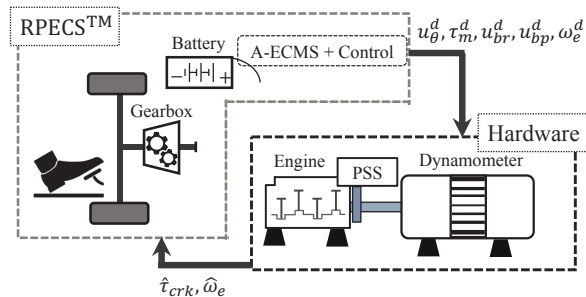 RPECS™
Battery
A-ECMS + Control
Gearbox
u_θ^d, τ_m^d, u_br^d, u_bp^d, ω_e^d
Hardware
Engine
PSS
Dynamometer
τ̂_crk, ω̂_e